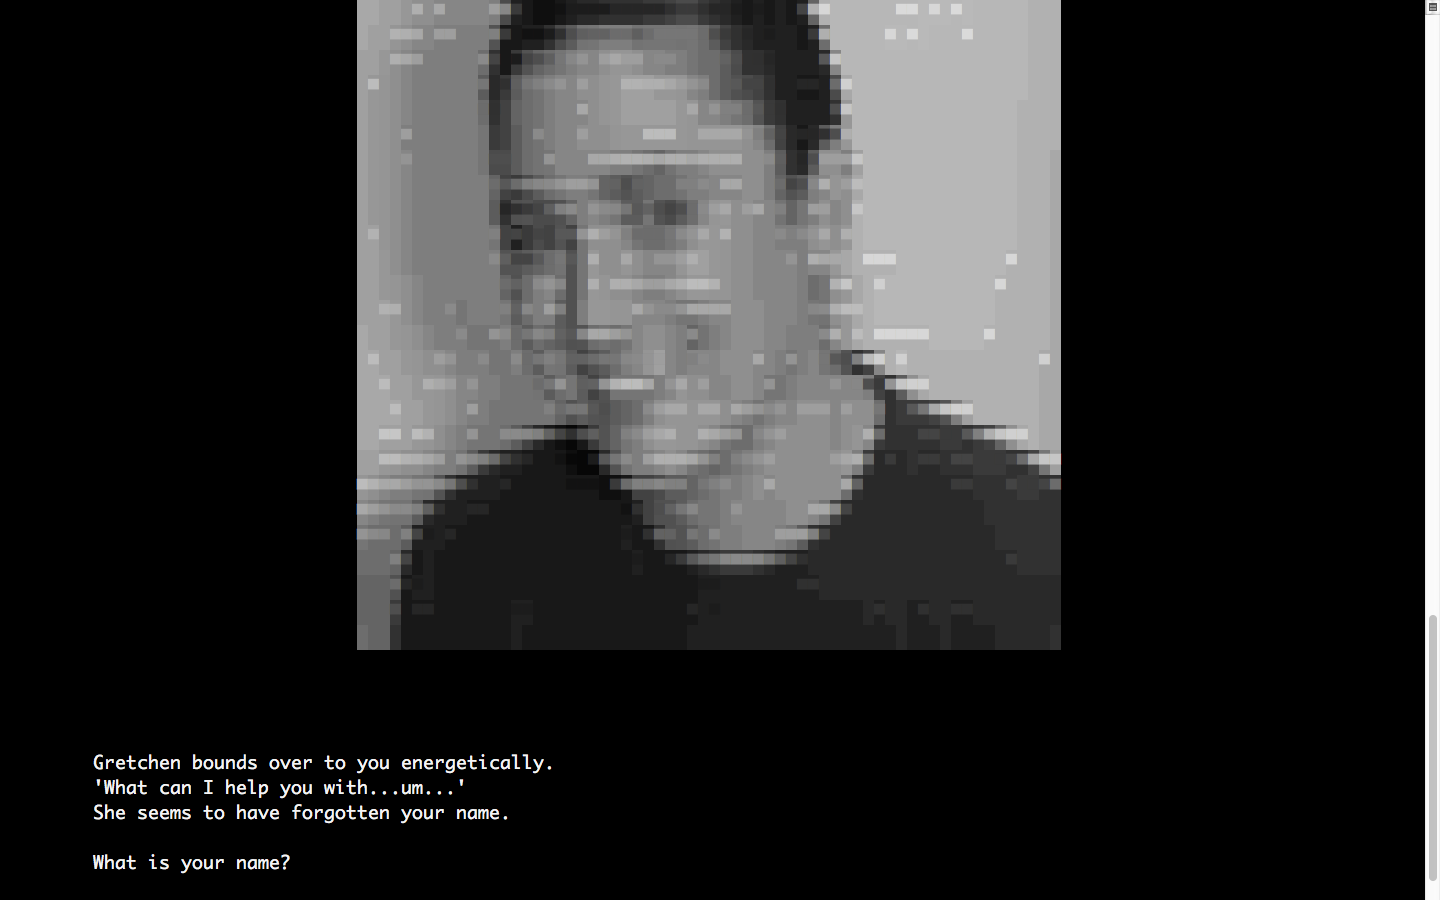 Gretchen bounds over to you energetically.
'What can I help you with...um...'
She seems to have forgotten your name.
What is your name?